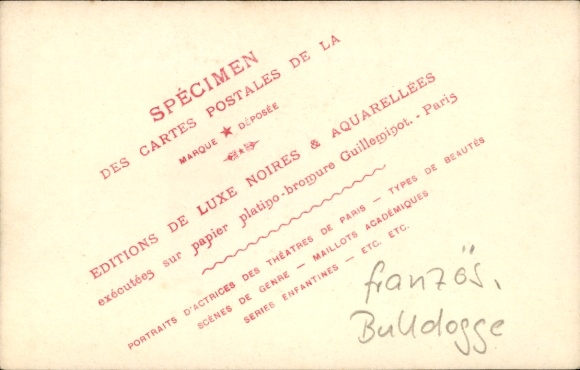 SPÉCIMEN
DES CARTES POSTALES DE LA
MARQUE ★ DÉPOSÉE
EDITIONS DE LUXE NOIRES & AQUARELLÉES
exécutées sur papier platino-bromure Guilleminot. - Paris
PORTRAITS D'ACTRICES DES THÉATRES DE PARIS — TYPES DE BEAUTÉS
SCÈNES DE GENRE — MAILLOTS ACADÉMIQUES
SERIES ENFANTINES — ETC. ETC.
französ.
Bulldogge